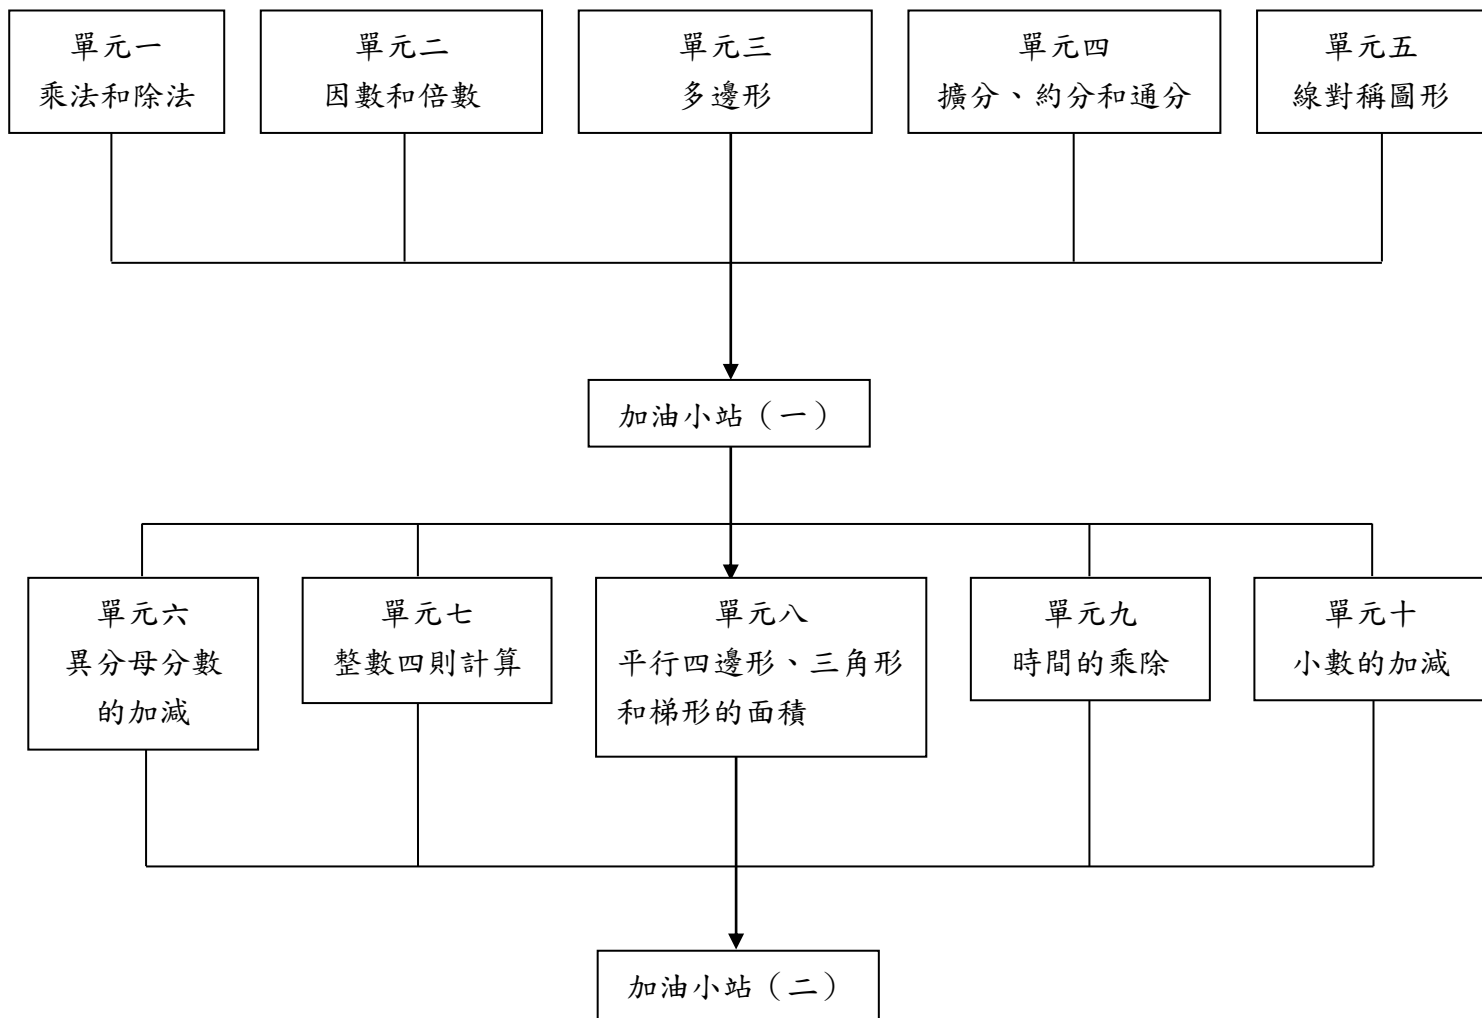 單元一
乘法和除法
單元二
因數和倍數
單元三
多邊形
單元四
擴分、約分和通分
單元五
線對稱圖形
加油小站（一）
單元六
異分母分數
的加減
單元七
整數四則計算
單元八
平行四邊形、三角形
和梯形的面積
單元九
時間的乘除
單元十
小數的加減
加油小站（二）